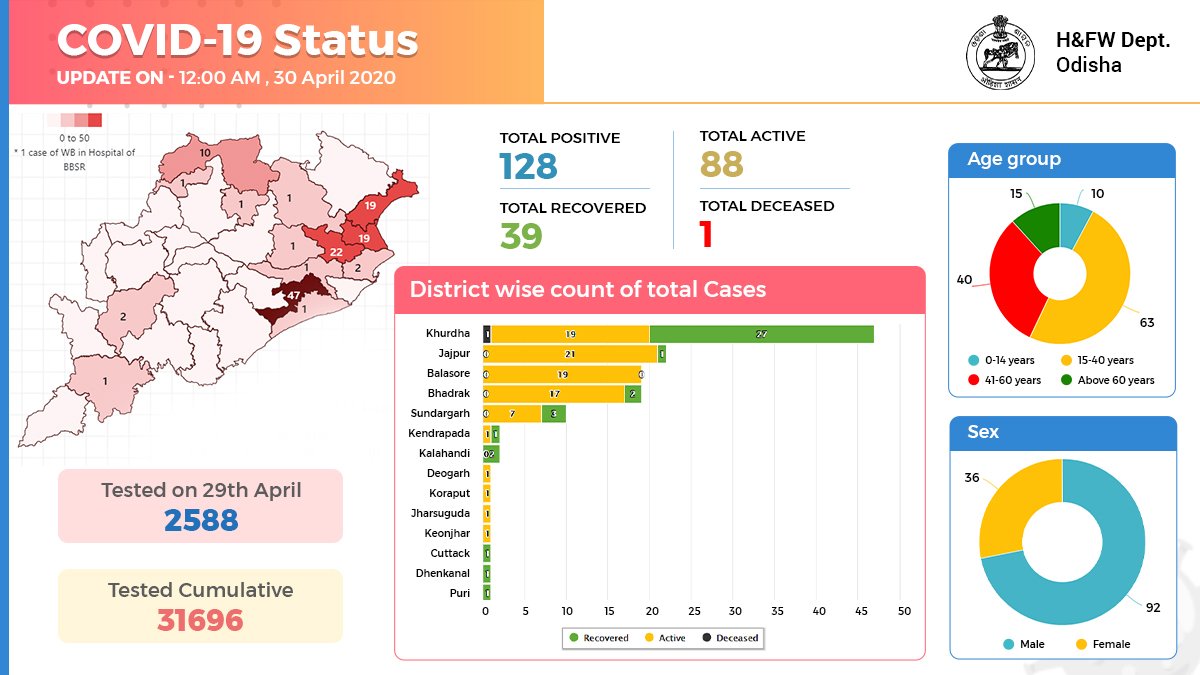 COVID-19 Status
UPDATE ON - 12:00 AM , 30 April 2020
H&FW Dept.
Odisha
0 to 50
* 1 case of WB in Hospital of
BBSR
10
1
1
1
19
19
1
22
1
2
47
1
2
1
TOTAL POSITIVE
128
TOTAL ACTIVE
88
TOTAL RECOVERED
39
TOTAL DECEASED
1
Tested on 29th April
2588
Tested Cumulative
31696
District wise count of total Cases
Khurdha 1 19 27
Jajpur 0 21 1
Balasore 0 19 0
Bhadrak 0 17 2
Sundargarh 0 7 3
Kendrapada 1 1
Kalahandi 0 2
Deogarh 1
Koraput 1
Jharsuguda 1
Keonjhar 1
Cuttack 1
Dhenkanal 1
Puri 1
0 5 10 15 20 25 30 35 40 45 50
Recovered Active Deceased
Age group
15 10
40
63
0-14 years 15-40 years
41-60 years Above 60 years
Sex
36
92
Male Female